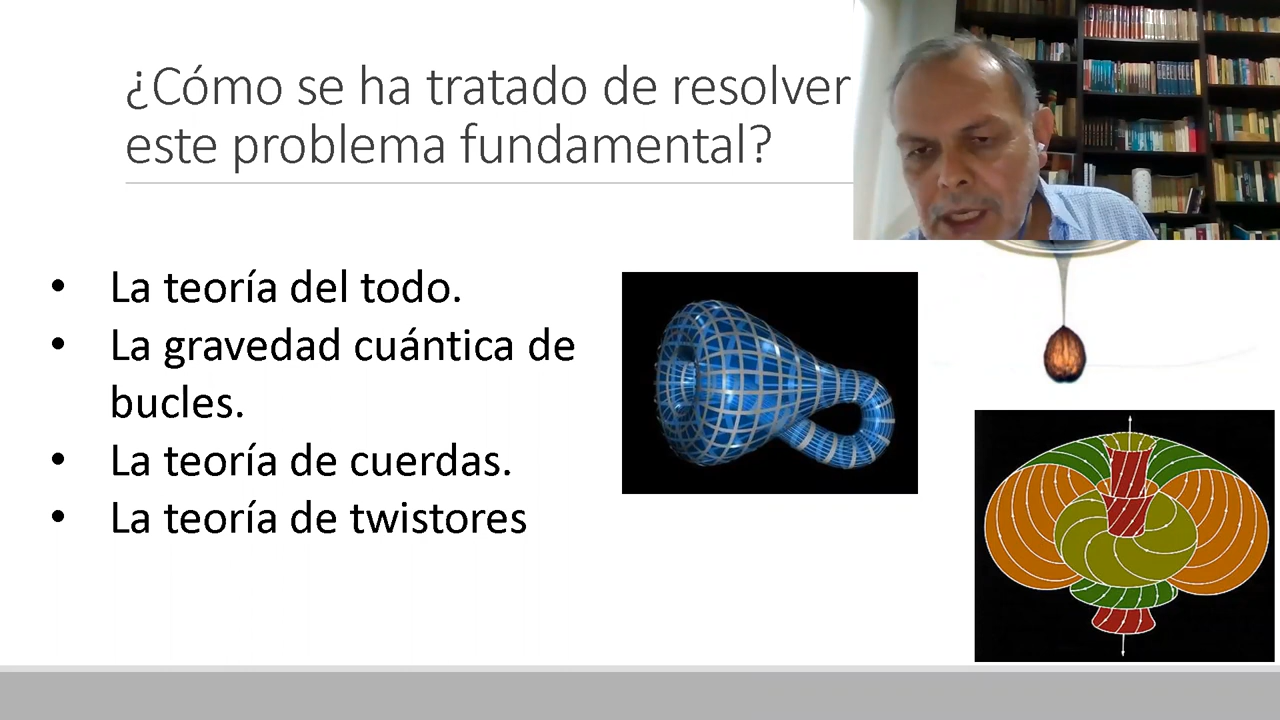 ¿Cómo se ha tratado de resolver
este problema fundamental?
• La teoría del todo.
• La gravedad cuántica de
bucles.
• La teoría de cuerdas.
• La teoría de twistores